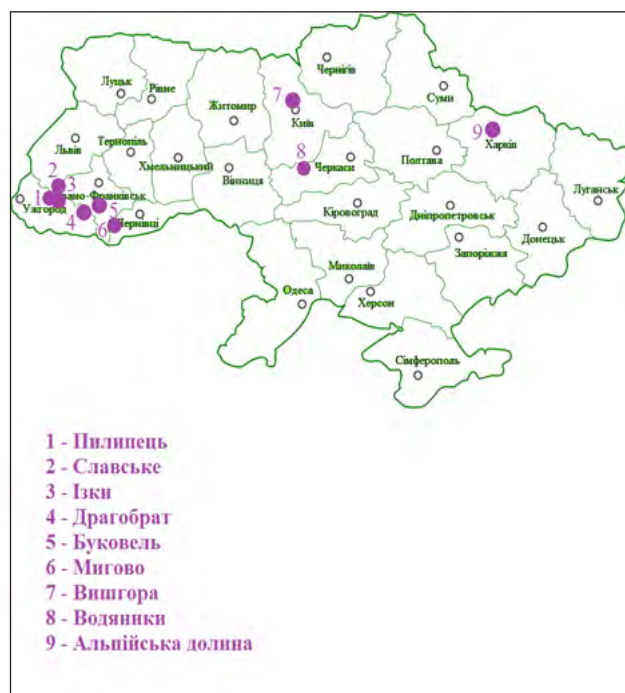 Чернігів
Луцьк
Рівне
Суми
7
Київ
Житомир
9
Харків
Львів
Тернопіль
Хмельницький
8
Черкаси
Полтава
Вінниця
2
3
1
Ужгород
ано-Франківськ
Луганськ
4
5
6
Чернівці
Кіровоград
Дніпропетровськ
Донецьк
Запоріжжя
Миколаїв
Одеса
Херсон
Сімферополь
1 - Пилипець
2 - Славське
3 - Ізки
4 - Драгобрат
5 - Буковель
6 - Мигово
7 - Вишгора
8 - Водяники
9 - Альпійська долина